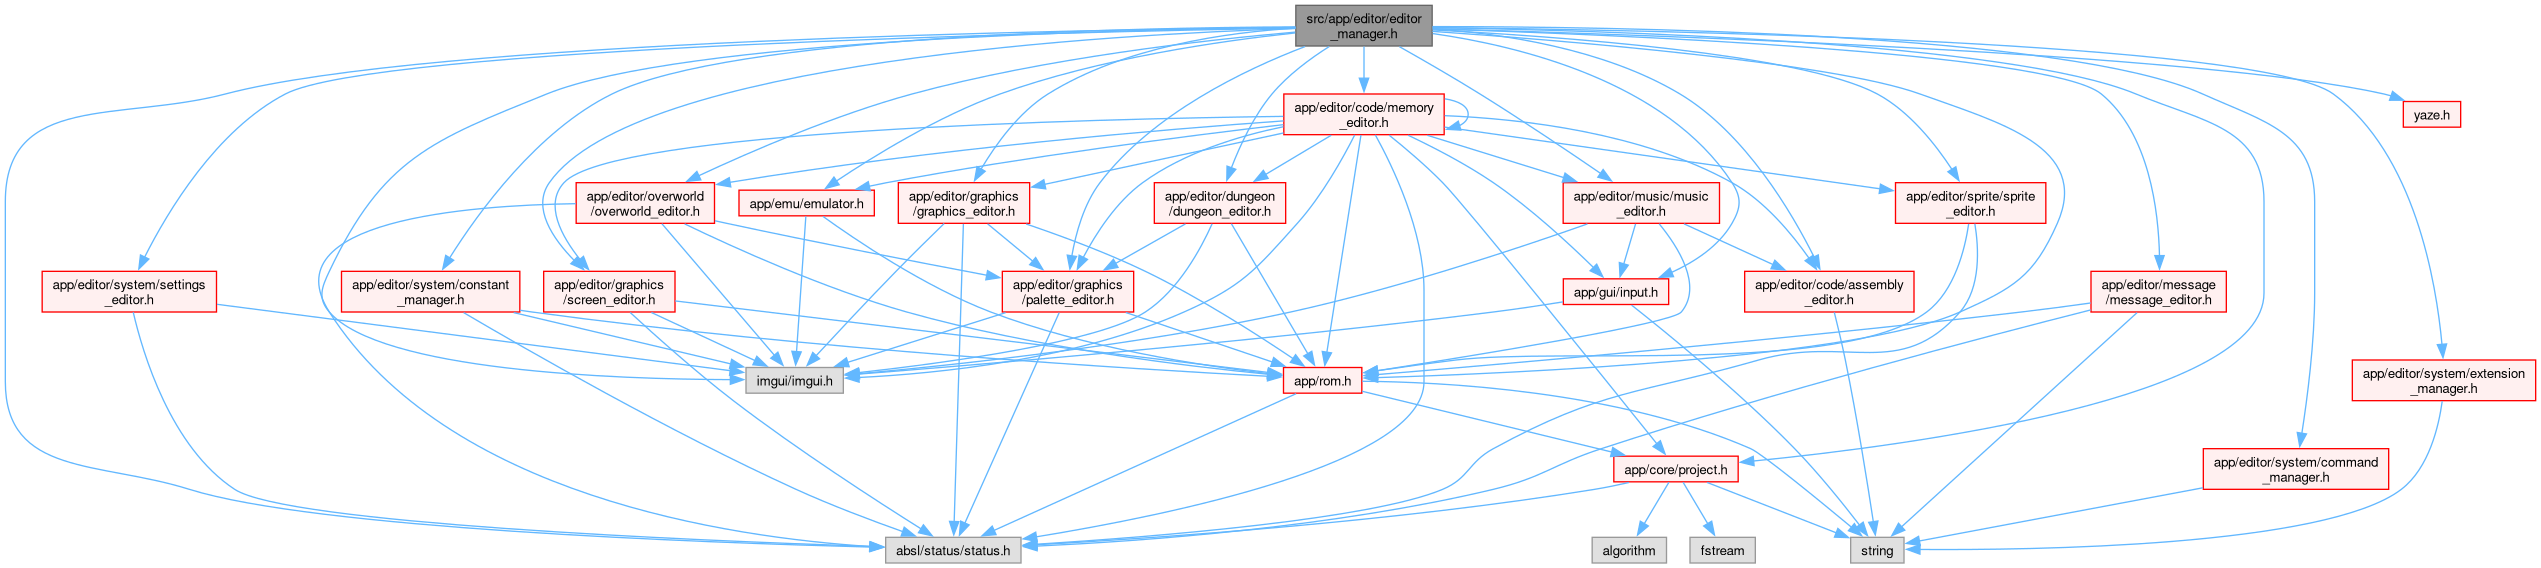 src/app/editor/editor
_manager.h
app/editor/code/memory
_editor.h
yaze.h
app/editor/overworld
/overworld_editor.h
app/emu/emulator.h
app/editor/graphics
/graphics_editor.h
app/editor/dungeon
/dungeon_editor.h
app/editor/music/music
_editor.h
app/editor/sprite/sprite
_editor.h
app/editor/system/settings
_editor.h
app/editor/system/constant
_manager.h
app/editor/graphics
/screen_editor.h
app/editor/graphics
/palette_editor.h
app/gui/input.h
app/editor/code/assembly
_editor.h
app/editor/message
/message_editor.h
imgui/imgui.h
app/rom.h
app/editor/system/extension
_manager.h
app/core/project.h
app/editor/system/command
_manager.h
absl/status/status.h
algorithm
fstream
string